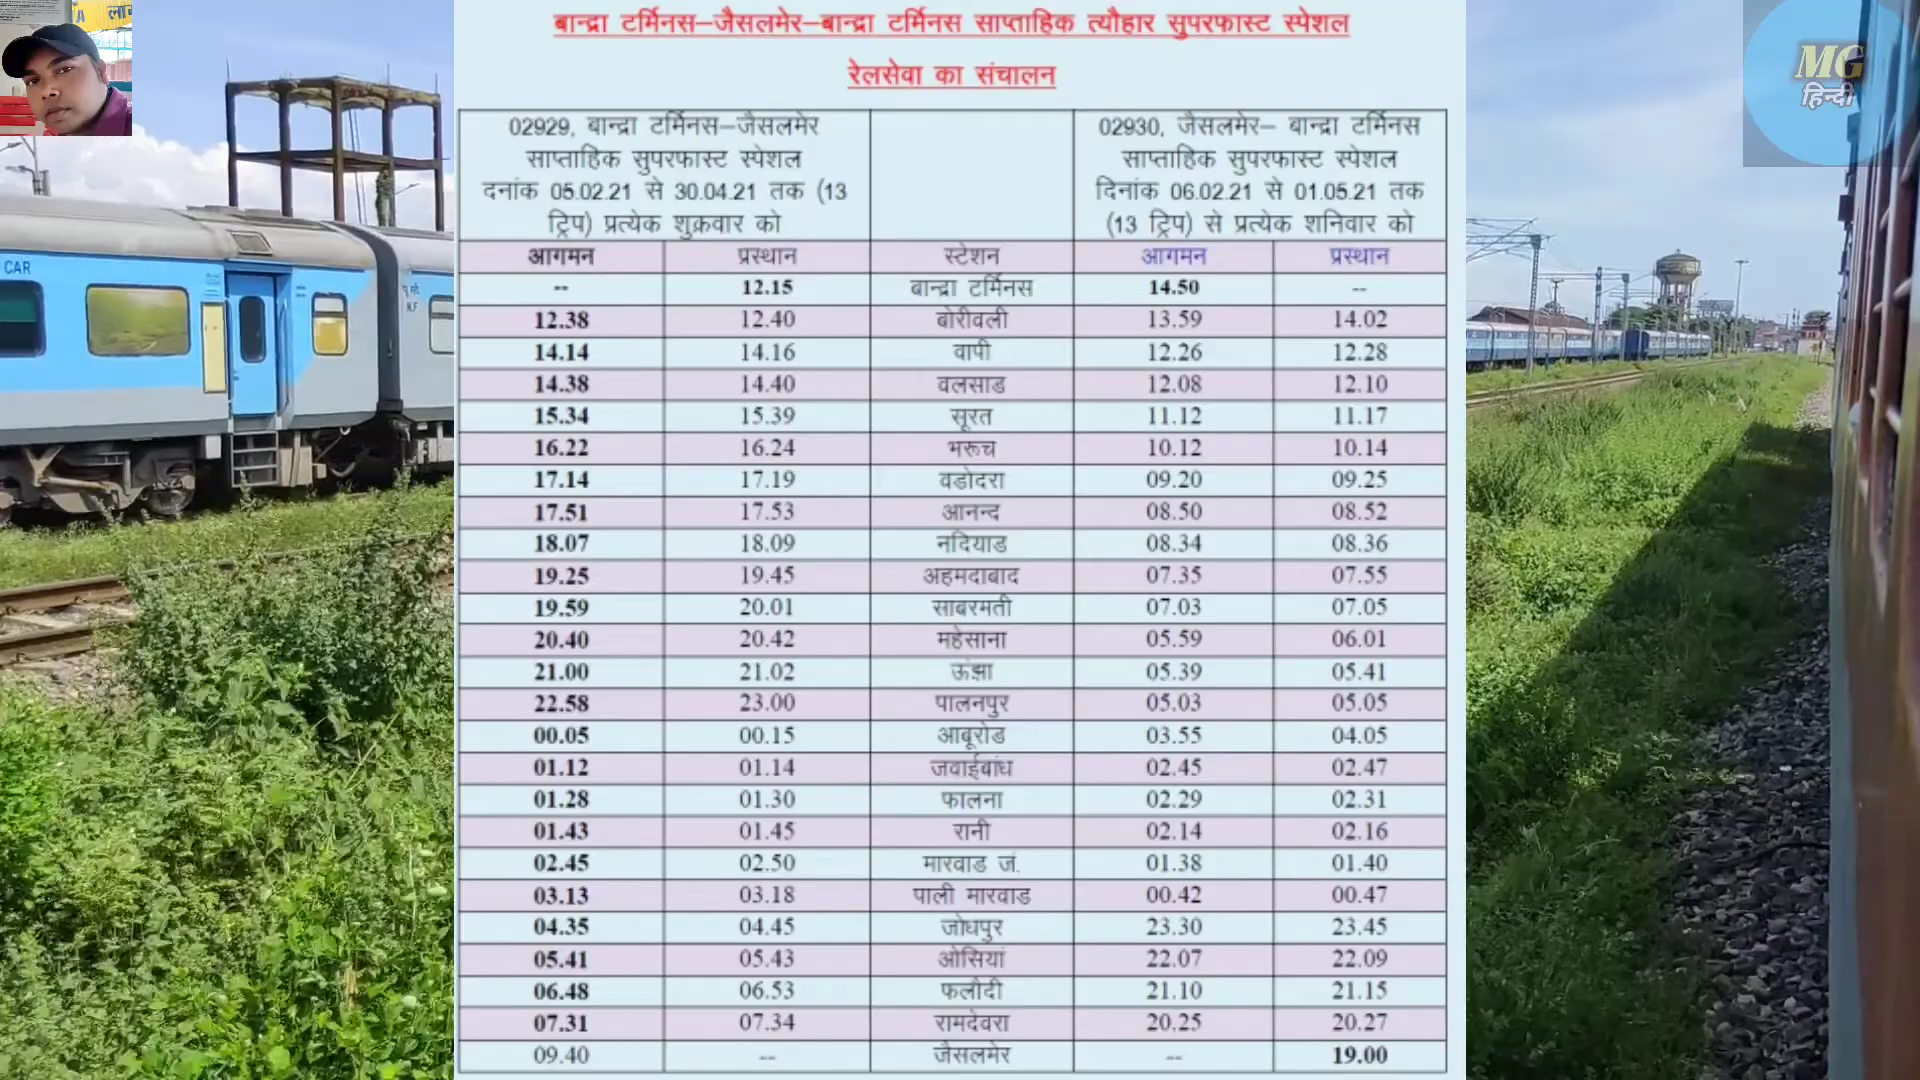 बान्द्रा टर्मिनस–जैसलमेर–बान्द्रा टर्मिनस साप्ताहिक त्यौहार सुपरफास्ट स्पेशल
रेलसेवा का संचालन
MG
हिन्दी
CAR
02929, बान्द्रा टर्मिनस–जैसलमेर
साप्ताहिक सुपरफास्ट स्पेशल
दनांक 05.02.21 से 30.04.21 तक (13
ट्रिप) प्रत्येक शुक्रवार को
02930, जैसलमेर– बान्द्रा टर्मिनस
साप्ताहिक सुपरफास्ट स्पेशल
दिनांक 06.02.21 से 01.05.21 तक
(13 ट्रिप) से प्रत्येक शनिवार को
आगमन प्रस्थान स्टेशन आगमन प्रस्थान
-- 12.15 बान्द्रा टर्मिनस 14.50 --
12.38 12.40 बोरीवली 13.59 14.02
14.14 14.16 वापी 12.26 12.28
14.38 14.40 वलसाड 12.08 12.10
15.34 15.39 सूरत 11.12 11.17
16.22 16.24 भरूच 10.12 10.14
17.14 17.19 वडोदरा 09.20 09.25
17.51 17.53 आनन्द 08.50 08.52
18.07 18.09 नदियाड 08.34 08.36
19.25 19.45 अहमदाबाद 07.35 07.55
19.59 20.01 साबरमती 07.03 07.05
20.40 20.42 महेसाना 05.59 06.01
21.00 21.02 ऊंझा 05.39 05.41
22.58 23.00 पालनपुर 05.03 05.05
00.05 00.15 आबूरोड 03.55 04.05
01.12 01.14 जवाईबांध 02.45 02.47
01.28 01.30 फालना 02.29 02.31
01.43 01.45 रानी 02.14 02.16
02.45 02.50 मारवाड जं. 01.38 01.40
03.13 03.18 पाली मारवाड 00.42 00.47
04.35 04.45 जोधपुर 23.30 23.45
05.41 05.43 ओसियां 22.07 22.09
06.48 06.53 फलौदी 21.10 21.15
07.31 07.34 रामदेवरा 20.25 20.27
09.40 -- जैसलमेर -- 19.00